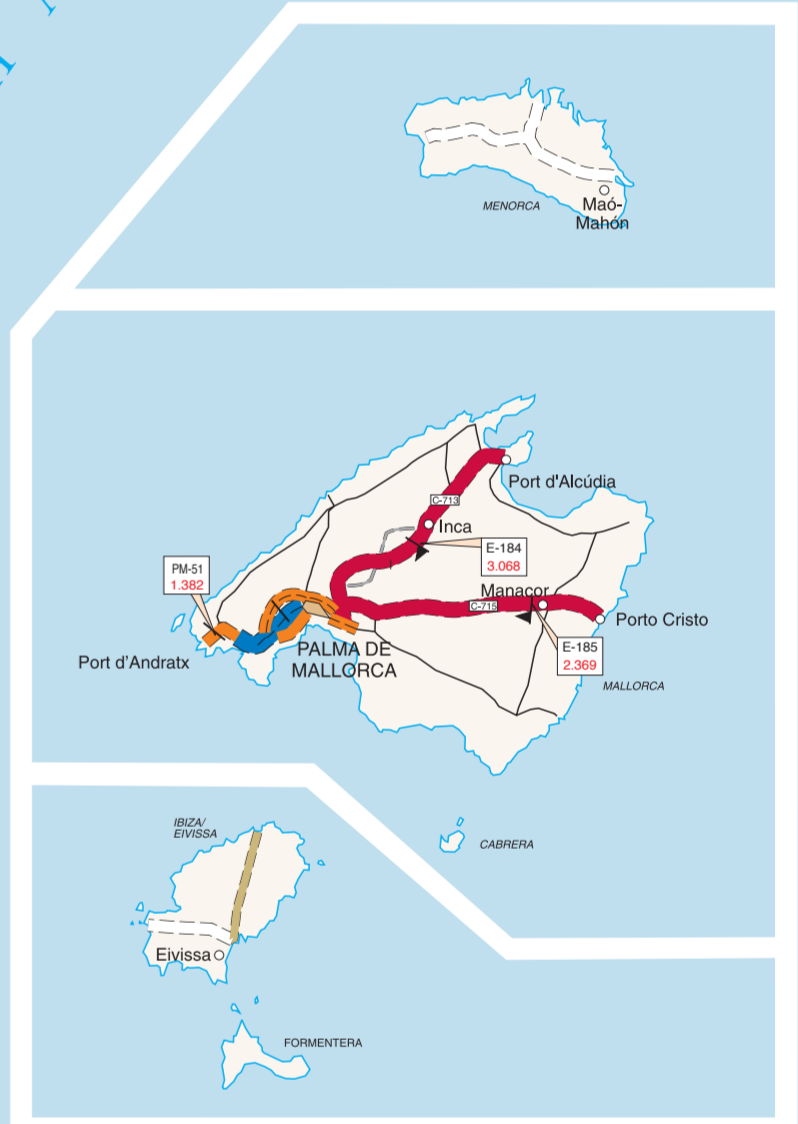 MENORCA
Maó-
Mahón
Port d'Alcúdia
C-713
Inca
E-184
3.068
PM-51
1.382
Manacor
C-715
Porto Cristo
PALMA DE
MALLORCA
Port d’Andratx
E-185
2.369
MALLORCA
IBIZA/
EIVISSA
CABRERA
Eivissa
FORMENTERA